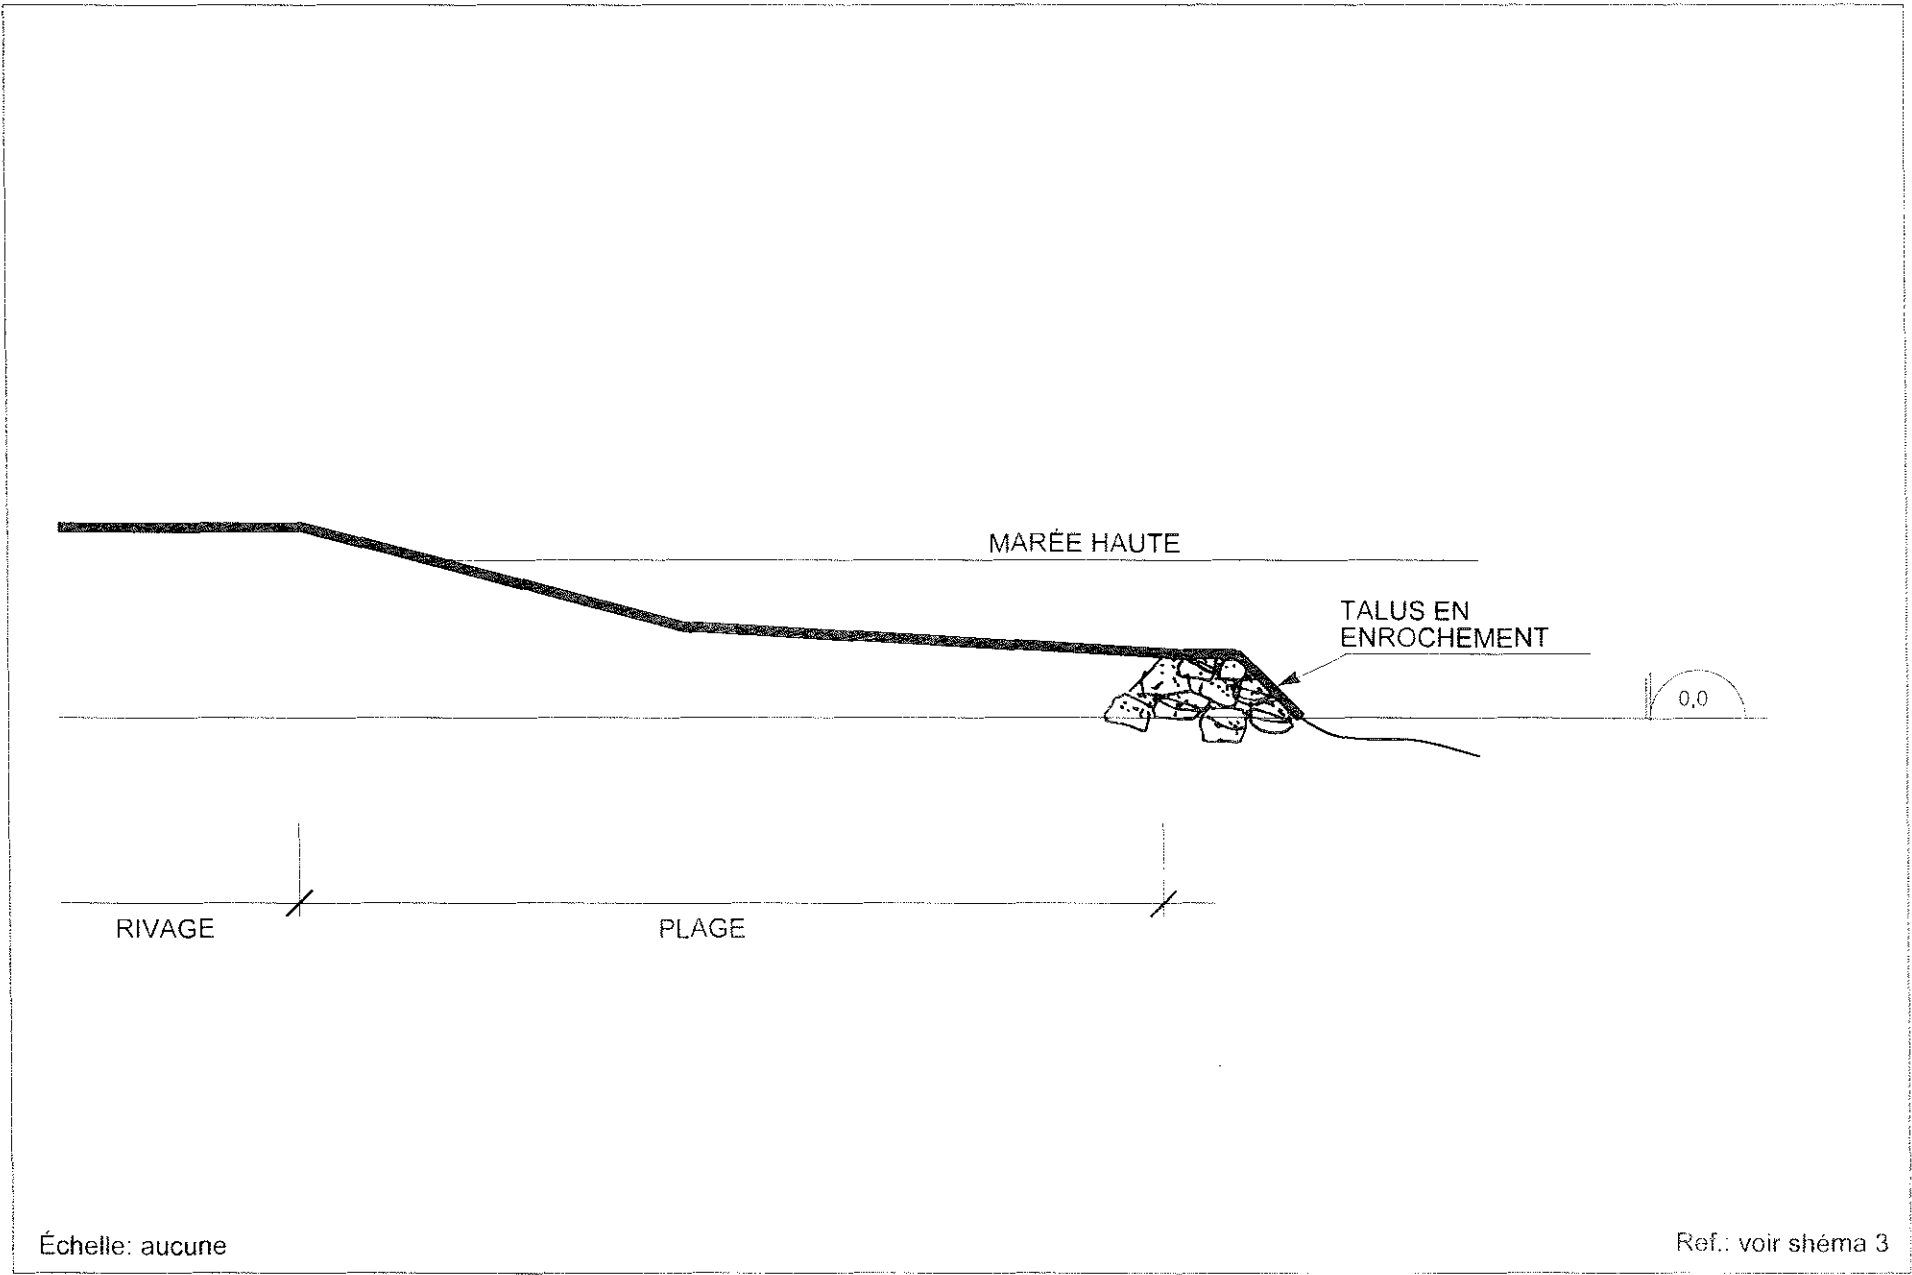 MARÉE HAUTE
TALUS EN
ENROCHEMENT
0,0
RIVAGE
PLAGE
Échelle: aucune
Ref.: voir shéma 3